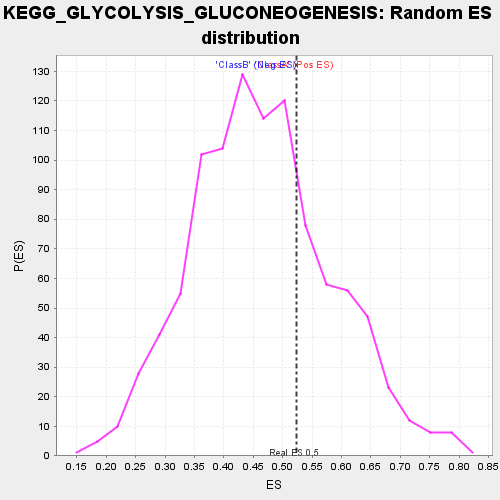 KEGG_GLYCOLYSIS_GLUCONEOGENESIS: Random ES
distribution
'ClassB' (Neg ES) (Pos ES)
130
120
110
100
90
80
70
60
50
40
30
20
10
0
P(ES)
Real ES 0.5
0.15 0.20 0.25 0.30 0.35 0.40 0.45 0.50 0.55 0.60 0.65 0.70 0.75 0.80 0.85
ES